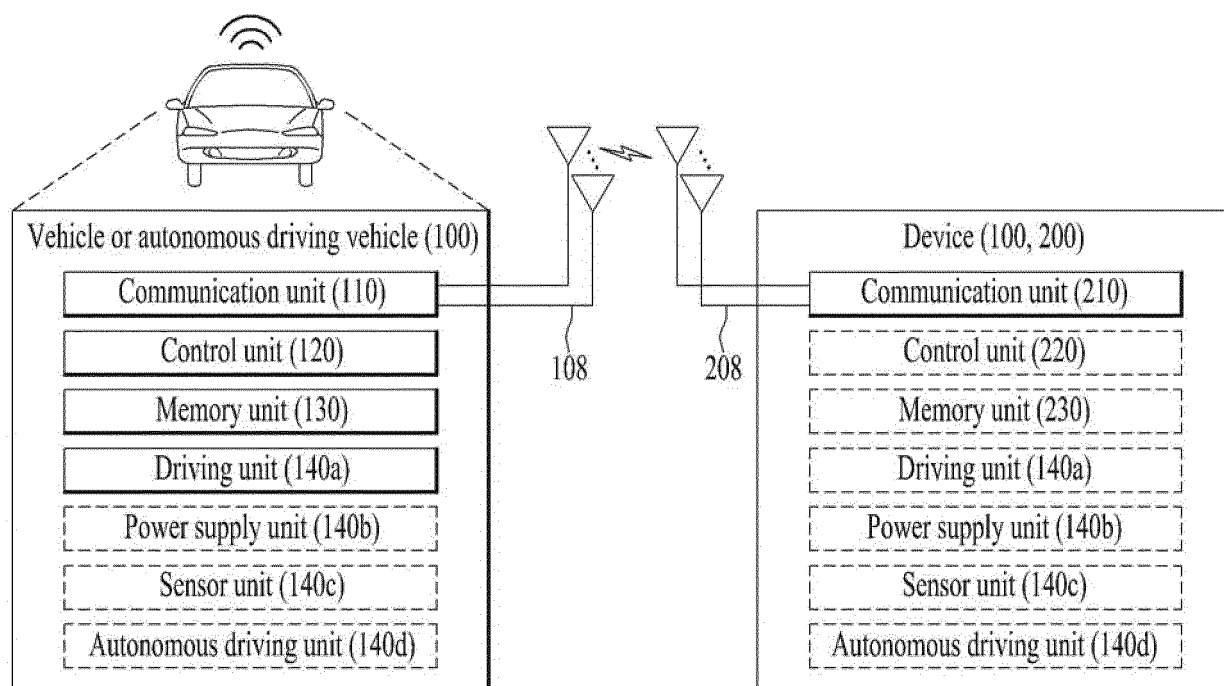 Vehicle or autonomous driving vehicle (100)
Communication unit (110)
Control unit (120)
Memory unit (130)
Driving unit (140a)
Power supply unit (140b)
Sensor unit (140c)
Autonomous driving unit (140d)
108
208
Device (100, 200)
Communication unit (210)
Control unit (220)
Memory unit (230)
Driving unit (140a)
Power supply unit (140b)
Sensor unit (140c)
Autonomous driving unit (140d)